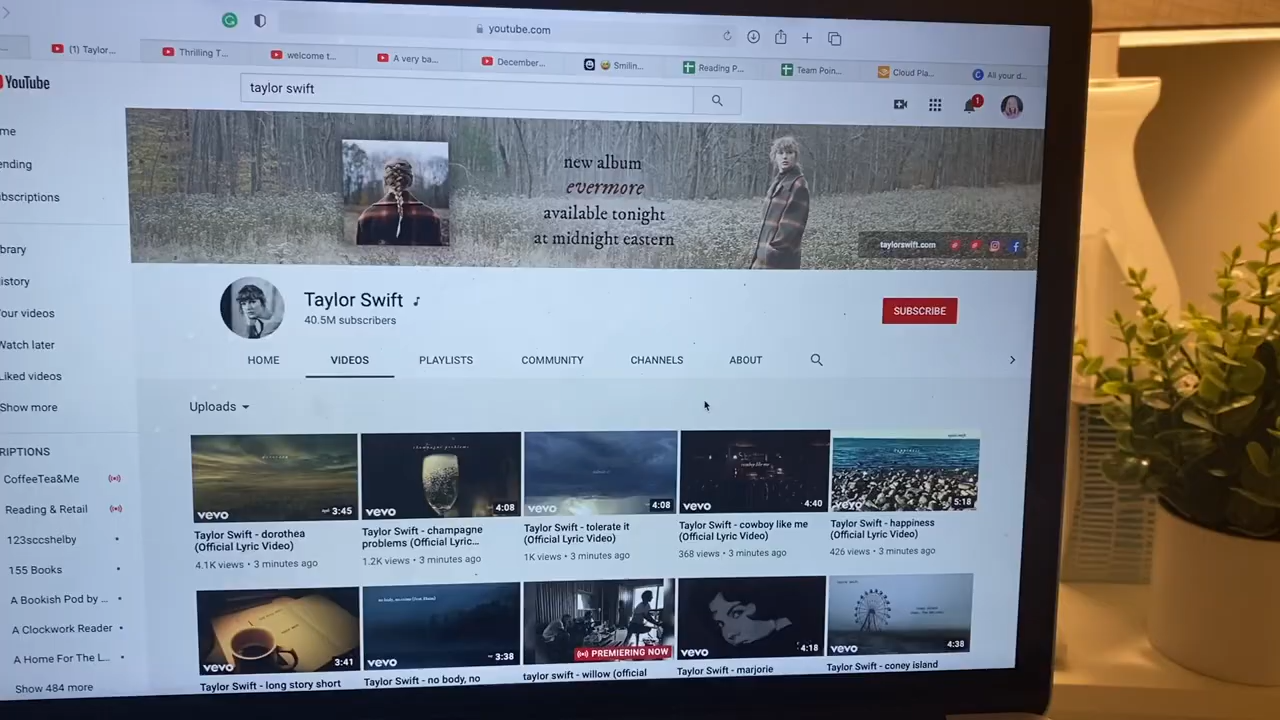 youtube.com
(1) Taylor...
Thrilling T...
welcome t...
A very ba...
December...
Smilin...
Reading P...
Team Poin...
Cloud Pla...
All your d...
YouTube
taylor swift
1
me
ending
bscriptions
brary
istory
our videos
Watch later
Liked videos
Show more
RIPTIONS
CoffeeTea&Me
Reading & Retail
123sccshelby
155 Books
A Bookish Pod by ...
A Clockwork Reader
A Home For The L...
Show 484 more
new album
evermore
available tonight
at midnight eastern
taylorswift.com
Taylor Swift
40.5M subscribers
SUBSCRIBE
HOME
VIDEOS
PLAYLISTS
COMMUNITY
CHANNELS
ABOUT
Uploads
vevo
3:45
Taylor Swift - dorothea
(Official Lyric Video)
4.1K views • 3 minutes ago
champagne problems
vevo
4:08
Taylor Swift - champagne
problems (Official Lyric...
1.2K views • 3 minutes ago
vevo
4:08
Taylor Swift - tolerate it
(Official Lyric Video)
1K views • 3 minutes ago
cowboy like me
vevo
4:40
Taylor Swift - cowboy like me
(Official Lyric Video)
368 views • 3 minutes ago
happiness
vevo
5:18
Taylor Swift - happiness
(Official Lyric Video)
426 views • 3 minutes ago
vevo
3:41
Taylor Swift - long story short
vevo
3:38
Taylor Swift - no body, no
vevo
PREMIERING NOW
taylor swift - willow (official
vevo
4:18
Taylor Swift - marjorie
vevo
4:38
Taylor Swift - coney island